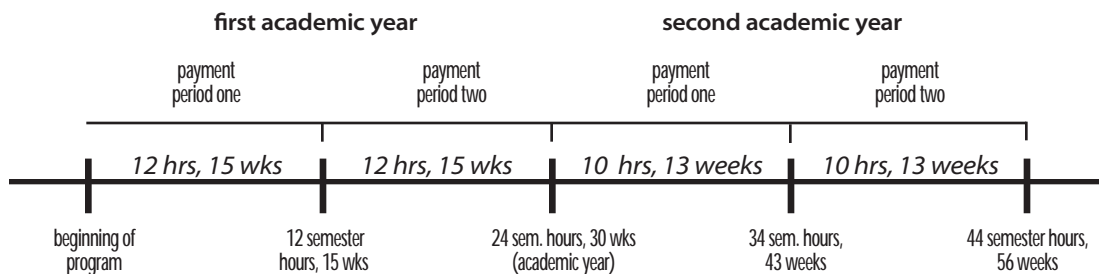 first academic year
second academic year
payment
period one
payment
period two
payment
period one
payment
period two
12 hrs, 15 wks
12 hrs, 15 wks
10 hrs, 13 weeks
10 hrs, 13 weeks
beginning of
program
12 semester
hours, 15 wks
24 sem. hours, 30 wks
(academic year)
34 sem. hours,
43 weeks
44 semester hours,
56 weeks